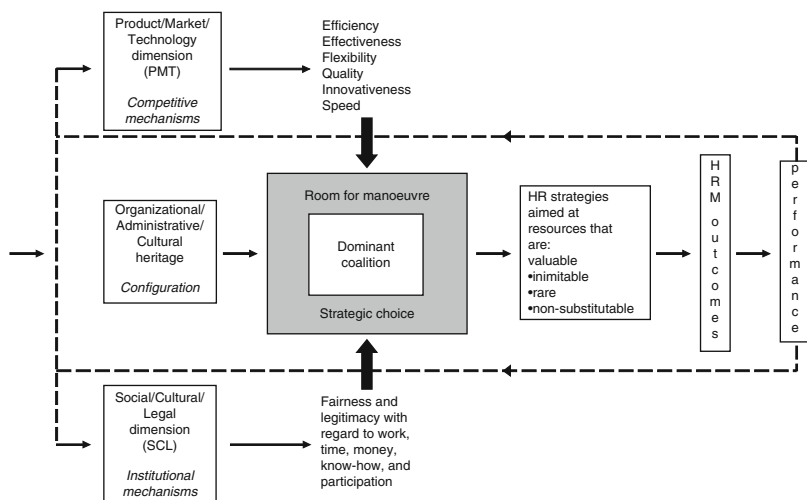 Product/Market/
Technology
dimension
(PMT)
Competitive
mechanisms
Efficiency
Effectiveness
Flexibility
Quality
Innovativeness
Speed
Organizational/
Administrative/
Cultural
heritage
Configuration
Room for manoeuvre
Dominant
coalition
Strategic choice
HR strategies
aimed at
resources that
are:
valuable
•inimitable
•rare
•non-substitutable
HRM outcomes
performance
Social/Cultural/
Legal
dimension
(SCL)
Institutional
mechanisms
Fairness and
legitimacy with
regard to work,
time, money,
know-how, and
participation